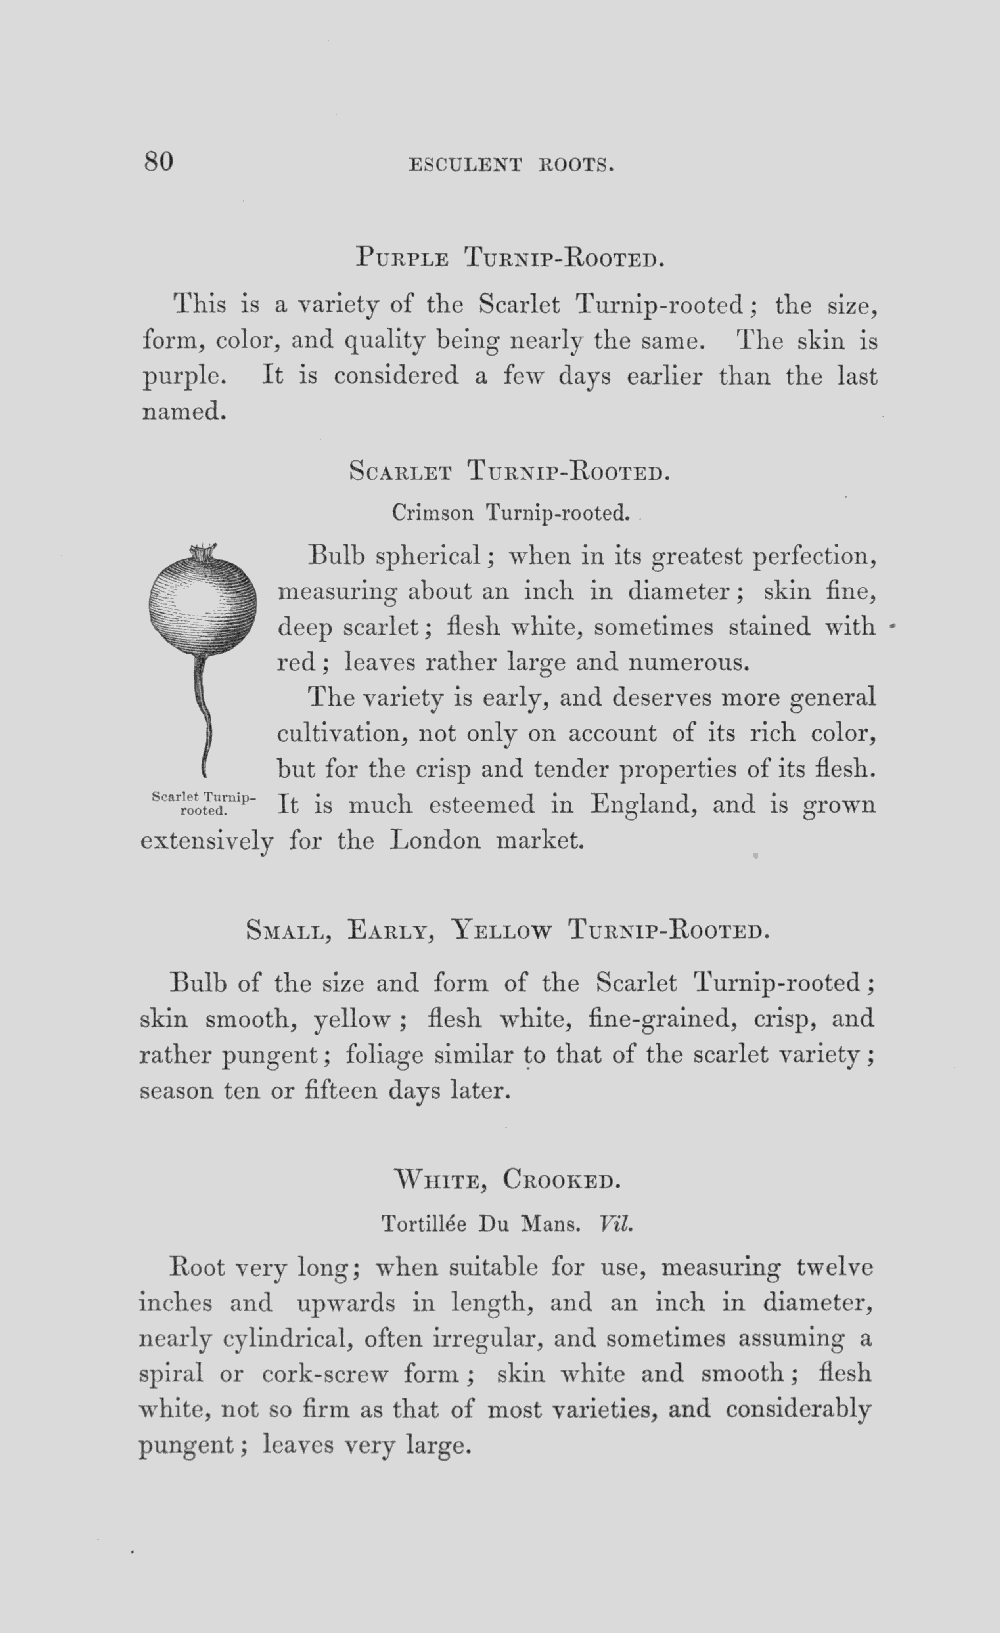 80 ESCULENT ROOTS.
PURPLE TURNIP-ROOTED.
This is a variety of the Scarlet Turnip-rooted; the size,
form, color, and quality being nearly the same. The skin is
purple. It is considered a few days earlier than the last
named.
SCARLET TURNIP-ROOTED.
Crimson Turnip-rooted.
Bulb spherical; when in its greatest perfection,
measuring about an inch in diameter; skin fine,
deep scarlet; flesh white, sometimes stained with
red; leaves rather large and numerous.
The variety is early, and deserves more general
cultivation, not only on account of its rich color,
but for the crisp and tender properties of its flesh.
It is much esteemed in England, and is grown
extensively for the London market.
Scarlet Turnip-
rooted.
SMALL, EARLY, YELLOW TURNIP-ROOTED.
Bulb of the size and form of the Scarlet Turnip-rooted;
skin smooth, yellow; flesh white, fine-grained, crisp, and
rather pungent; foliage similar to that of the scarlet variety;
season ten or fifteen days later.
WHITE, CROOKED.
Tortillée Du Mans. Vil.
Root very long; when suitable for use, measuring twelve
inches and upwards in length, and an inch in diameter,
nearly cylindrical, often irregular, and sometimes assuming a
spiral or cork-screw form; skin white and smooth; flesh
white, not so firm as that of most varieties, and considerably
pungent; leaves very large.